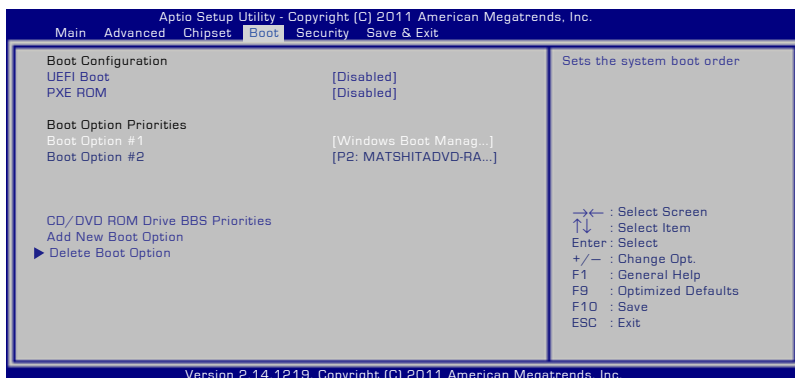 Aptio Setup Utility - Copyright (C) 2011 American Megatrends, Inc.
Main Advanced Chipset Boot Security Save & Exit
Boot Configuration
UEFI Boot [Disabled]
PXE ROM [Disabled]
Boot Option Priorities
Boot Option #1 [Windows Boot Manag...]
Boot Option #2 [P2: MATSHITADVD-RA...]
CD/DVD ROM Drive BBS Priorities
Add New Boot Option
▶ Delete Boot Option
Sets the system boot order
→← : Select Screen
↑↓ : Select Item
Enter : Select
+/− : Change Opt.
F1 : General Help
F9 : Optimized Defaults
F10 : Save
ESC : Exit
Version 2.14.1219. Copyright (C) 2011 American Megatrends, Inc.